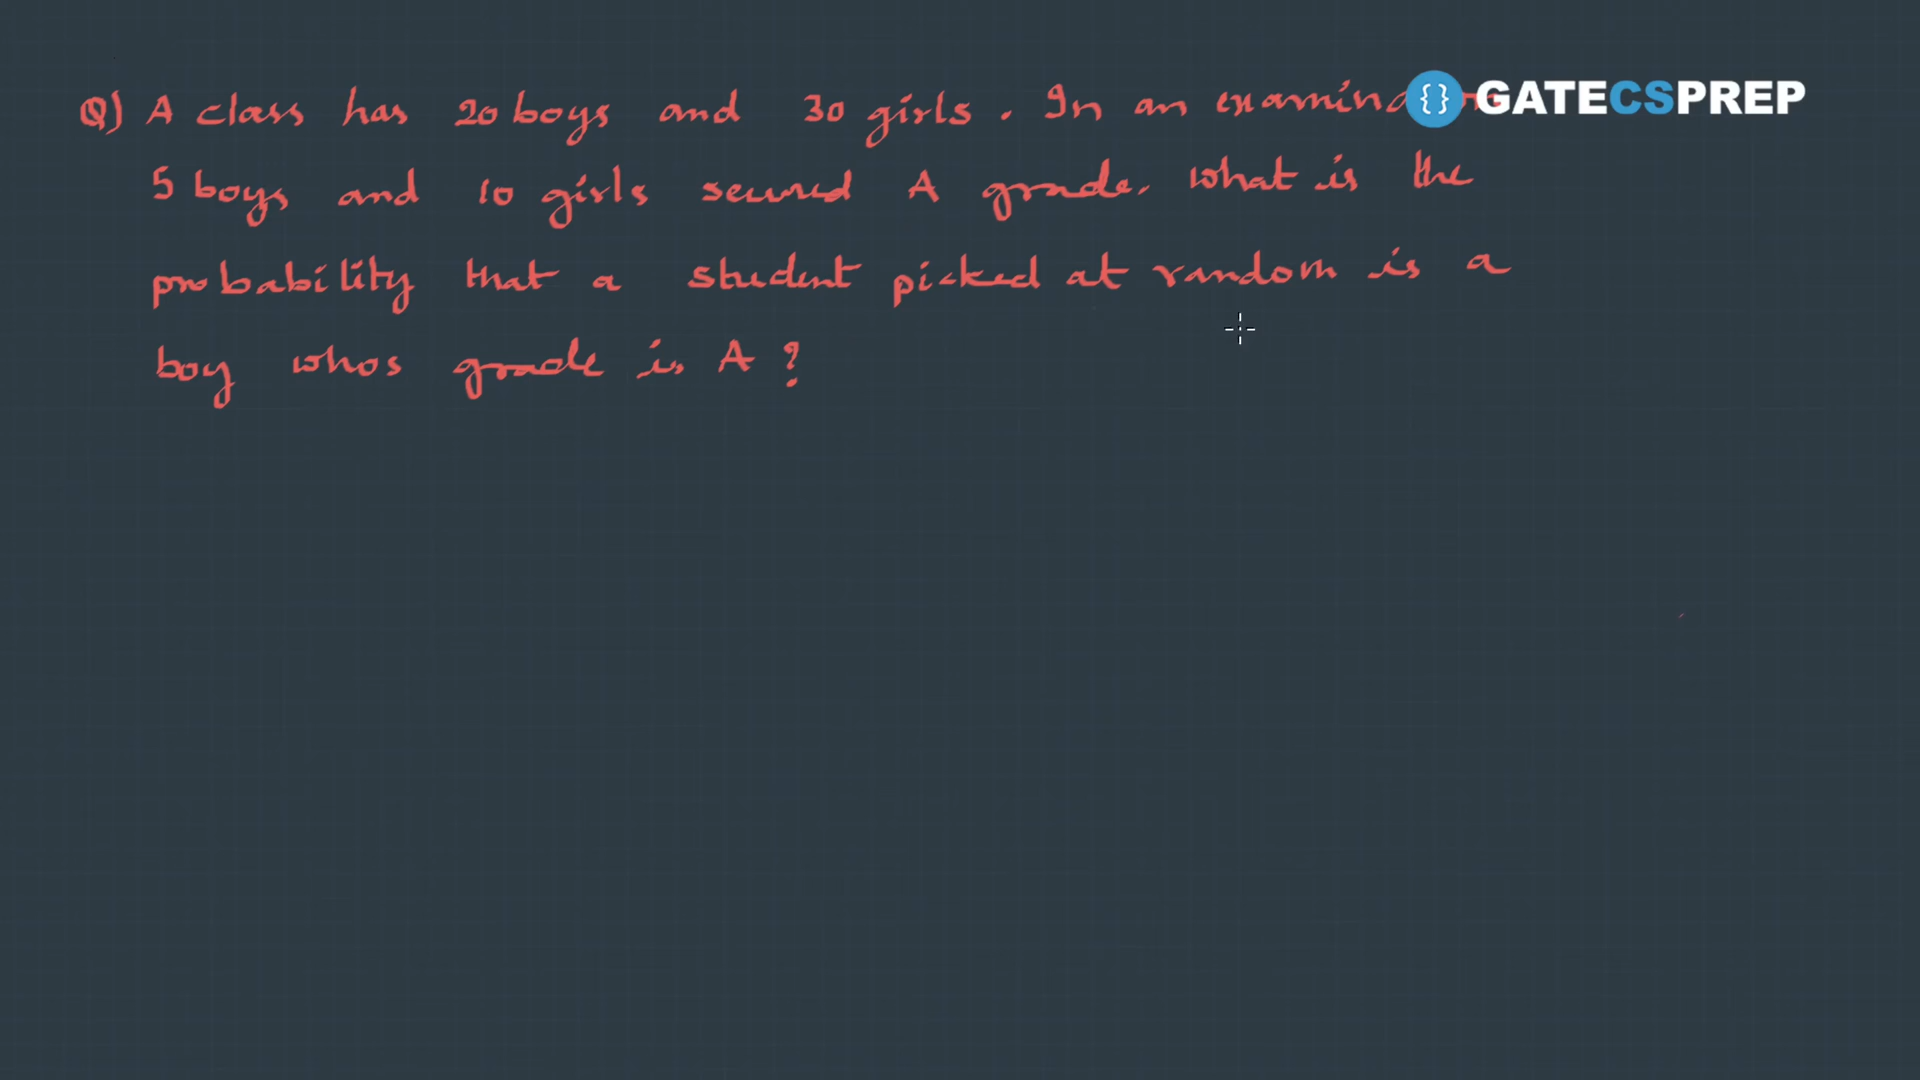 Q) A class has 20 boys and 30 girls. In an
{} GATECSPREP
5 boys and 10 girls secured A grade. What is the
probability that a student picked at random is a
boy whos grade is A ?